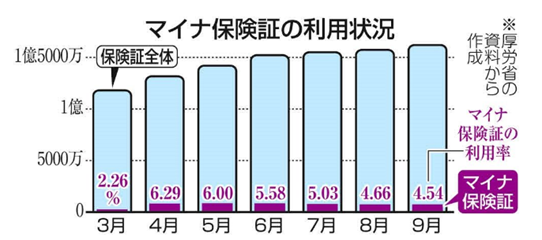 マイナ保険証の利用状況
※厚労省の
資料から
作成
1億5000万
保険証全体
1億
マイナ
保険証の
利用率
5000万
2.26
%
6.29
6.00
5.58
5.03
4.66
4.54
マイナ
保険証
0
3月
4月
5月
6月
7月
8月
9月